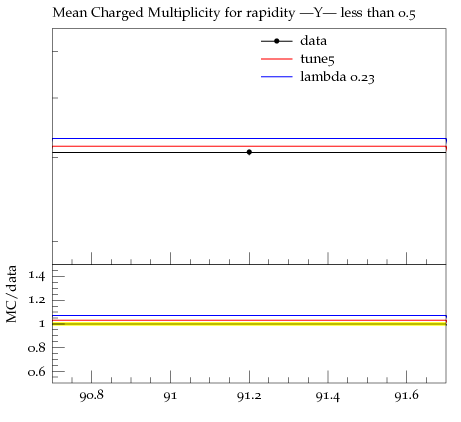 Mean Charged Multiplicity for rapidity —Y— less than 0.5
data
tune5
lambda 0.23
MC/data
1.4
1.2
1
0.8
0.6
90.8 91 91.2 91.4 91.6